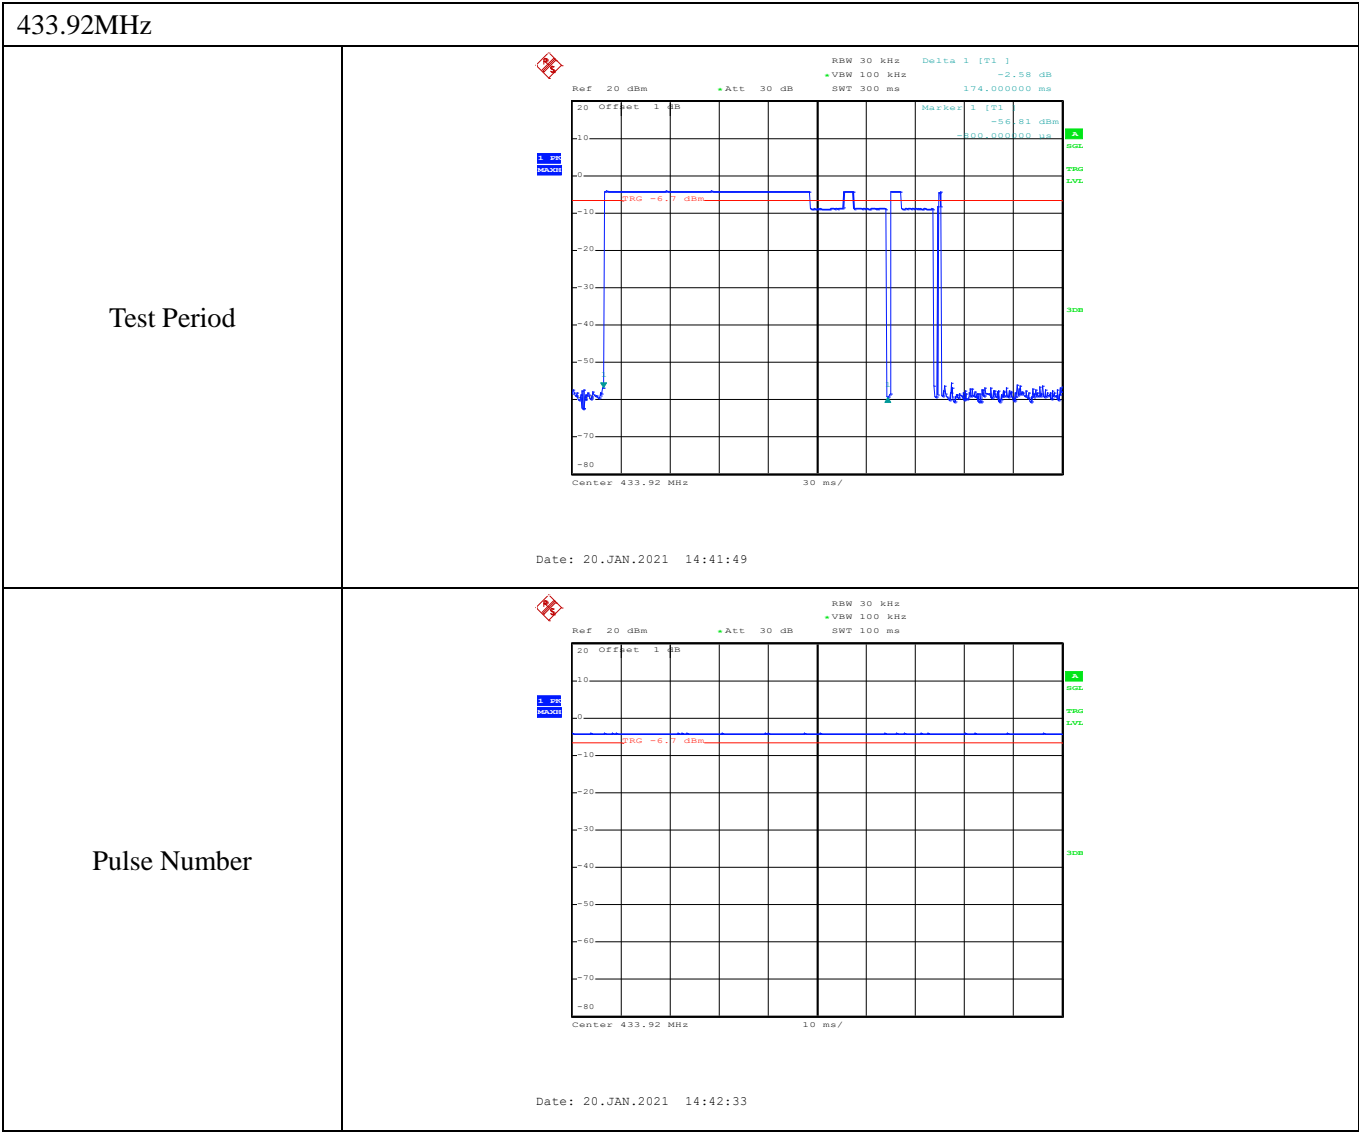 433.92MHz
Test Period
R
S
RBW 30 kHz Delta 1 [T1 ]
VBW 100 kHz -2.58 dB
Ref 20 dBm Att 30 dB SWT 300 ms 174.000000 ms
20 Offset 1 dB Marker 1 [T1 ]
-56.81 dBm
-800.000000 us
A
SGL
TRG
LVL
1 PK
MAXH
10
0
TRG -6.7 dBm
-10
-20
-30
3DB
-40
-50
-70
-80
Center 433.92 MHz 30 ms/
Date: 20.JAN.2021 14:41:49
Pulse Number
R
S
RBW 30 kHz
VBW 100 kHz
Ref 20 dBm Att 30 dB SWT 100 ms
20 Offset 1 dB
A
SGL
TRG
LVL
10
1 PK
MAXH
0
TRG -6.7 dBm
-10
-20
-30
3DB
-40
-50
-60
-70
-80
Center 433.92 MHz 10 ms/
Date: 20.JAN.2021 14:42:33